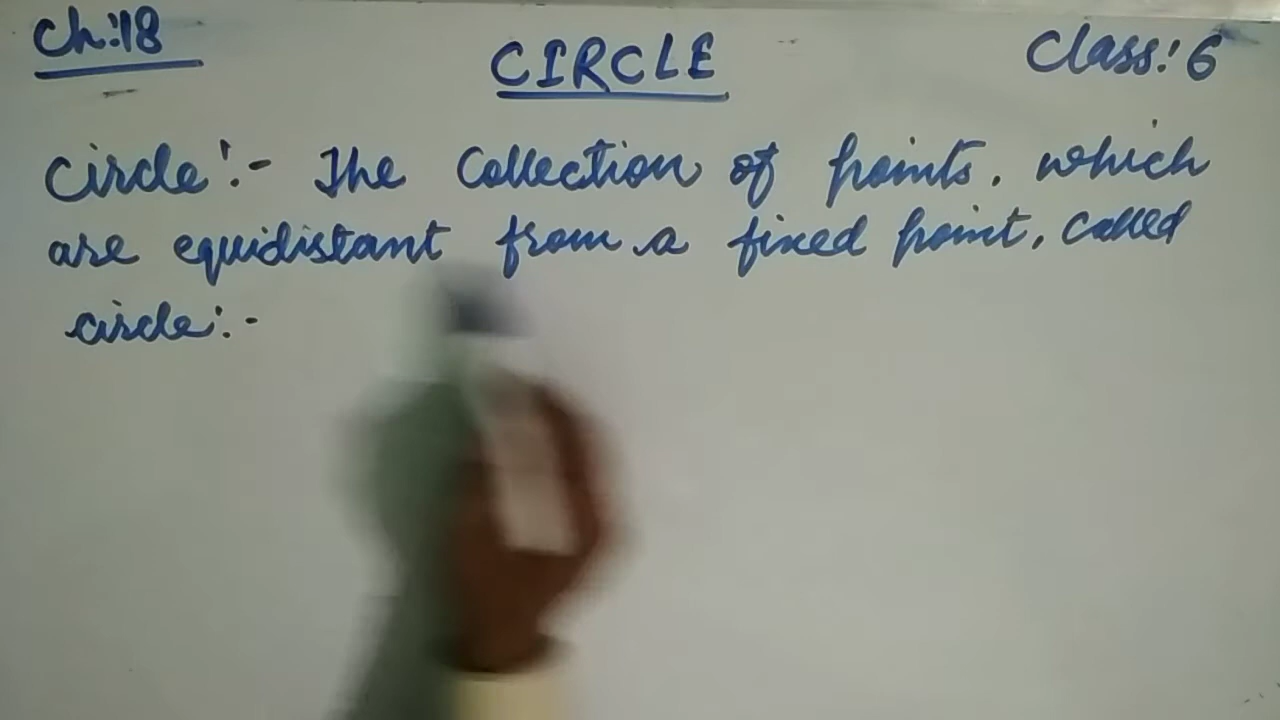 Ch:18
CIRCLE
Class: 6
Circle:- The Collection of points, which
are equidistant from a fixed point, called
circle:-